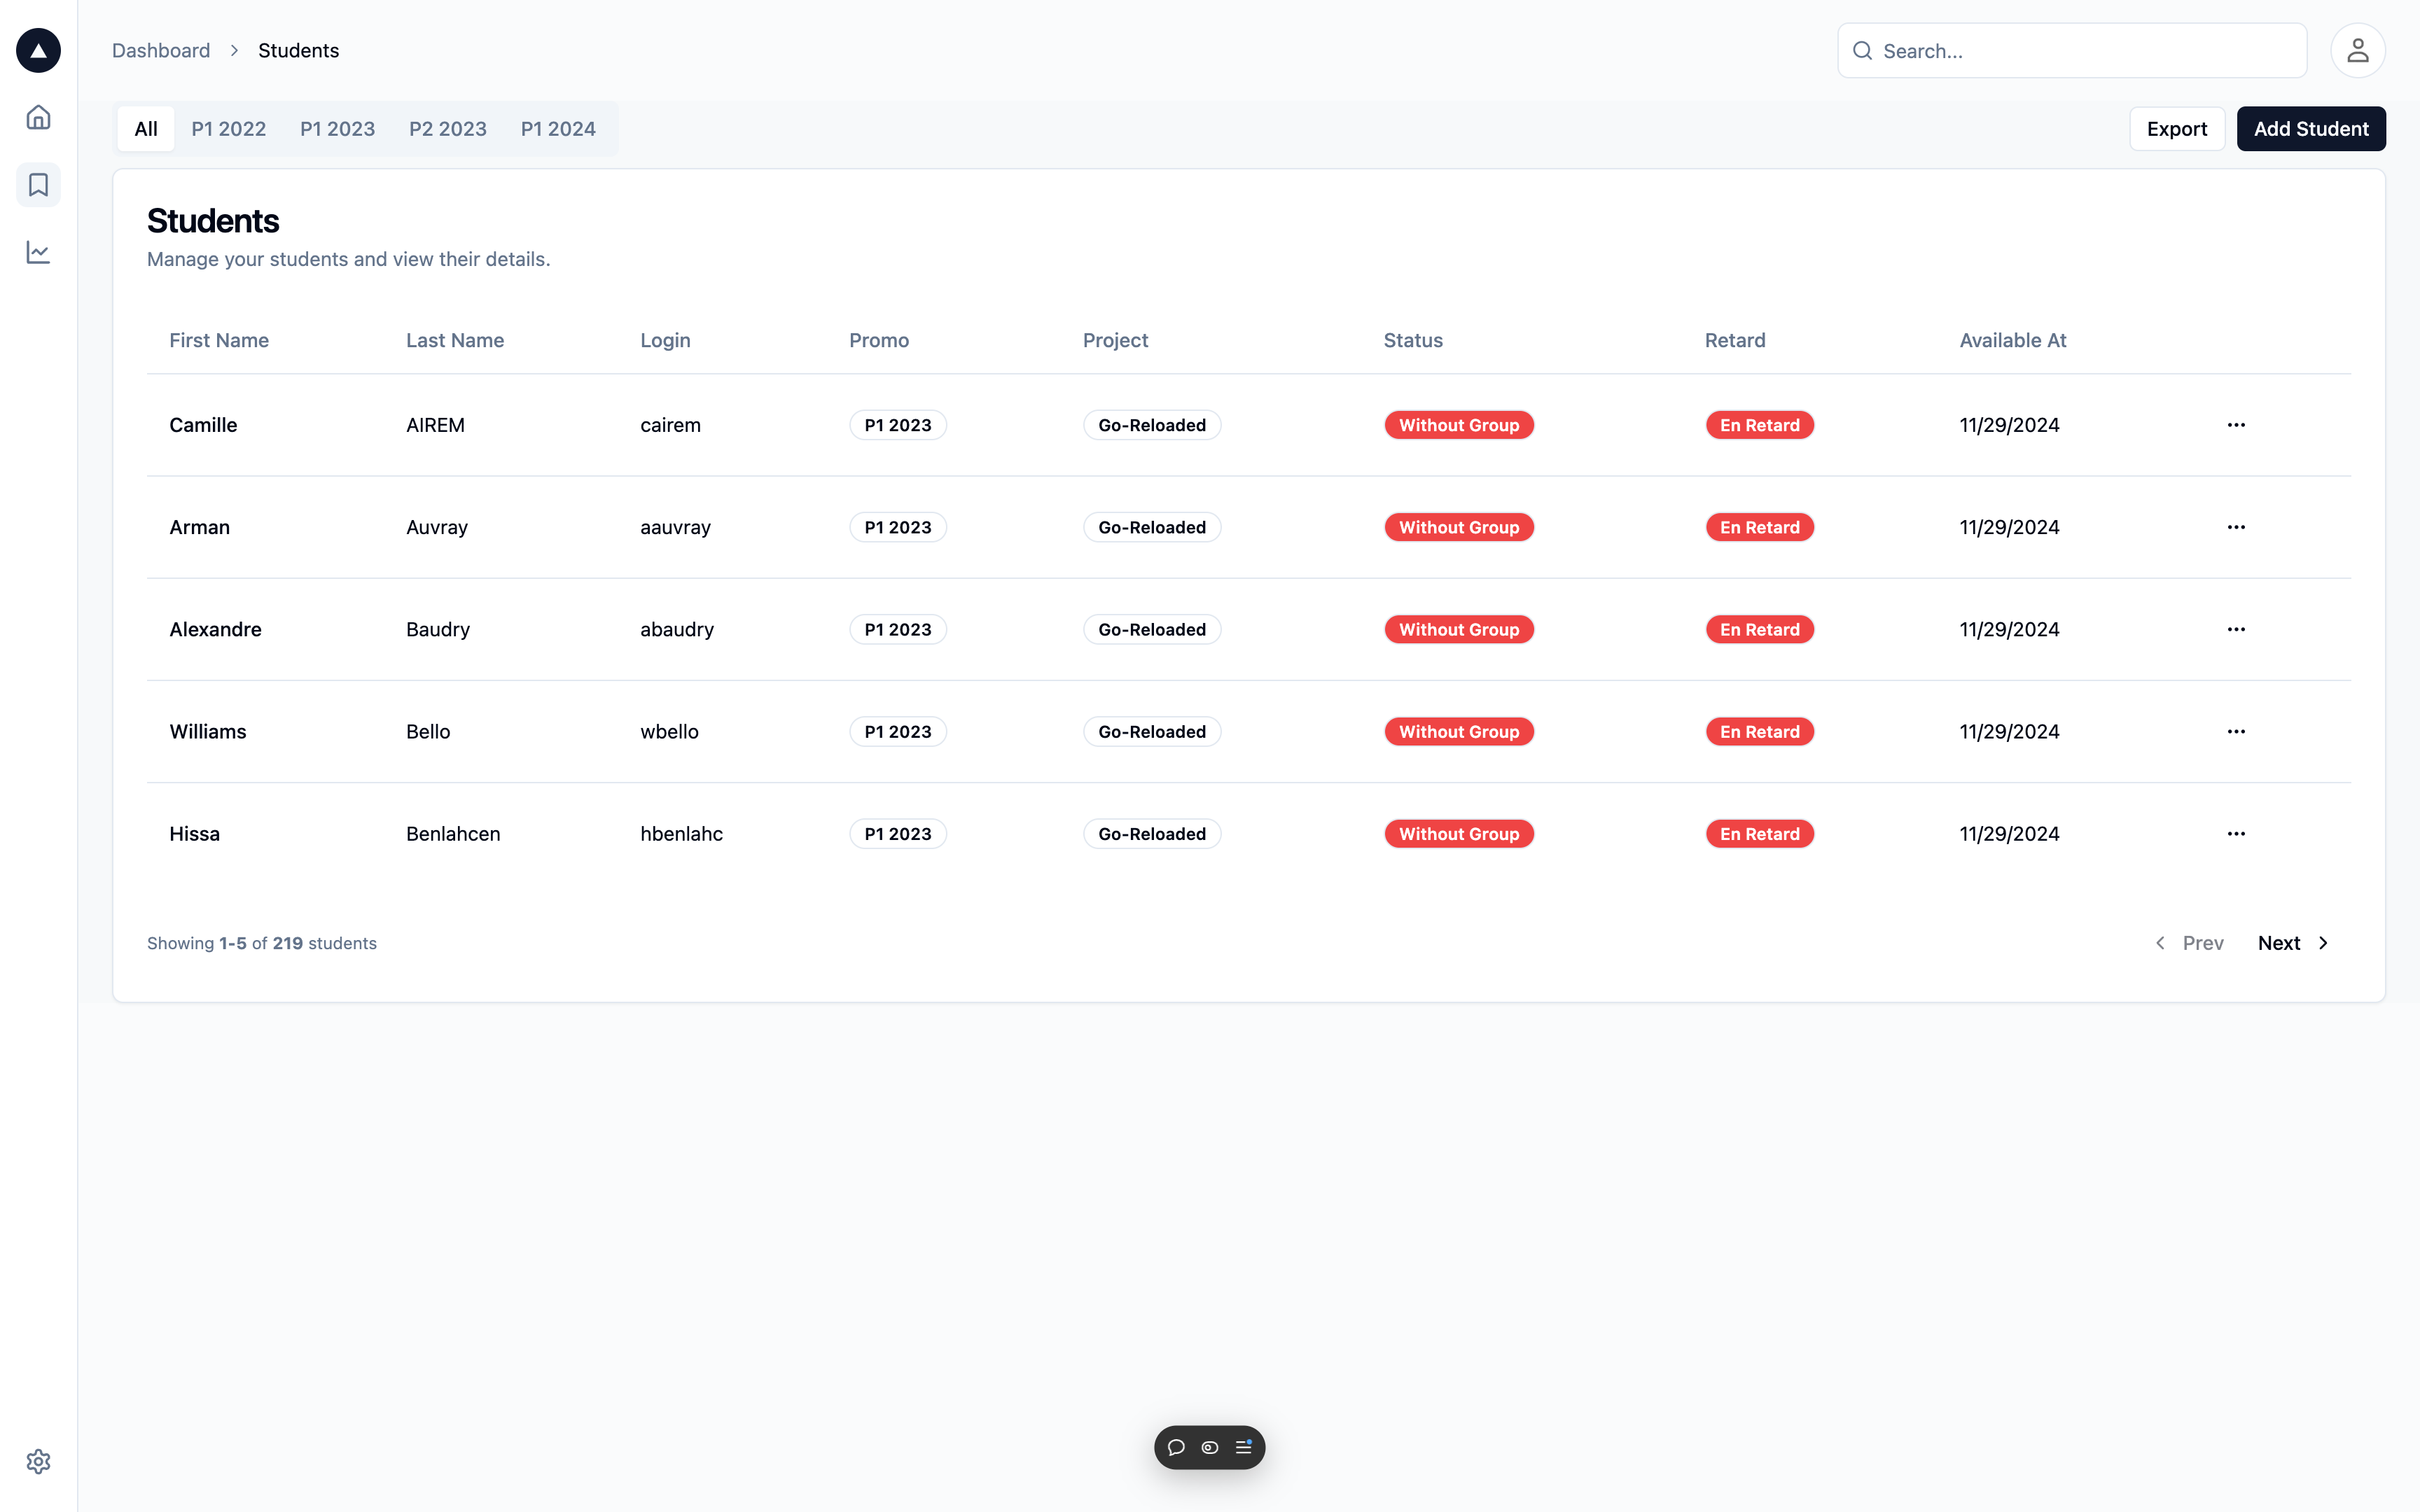 Dashboard > Students
Search...
All P1 2022 P1 2023 P2 2023 P1 2024
Export Add Student
Students
Manage your students and view their details.
First Name Last Name Login Promo Project Status Retard Available At
Camille AIREM cairem P1 2023 Go-Reloaded Without Group En Retard 11/29/2024 ...
Arman Auvray aauvray P1 2023 Go-Reloaded Without Group En Retard 11/29/2024 ...
Alexandre Baudry abaudry P1 2023 Go-Reloaded Without Group En Retard 11/29/2024 ...
Williams Bello wbello P1 2023 Go-Reloaded Without Group En Retard 11/29/2024 ...
Hissa Benlahcen hbenlahc P1 2023 Go-Reloaded Without Group En Retard 11/29/2024 ...
Showing 1-5 of 219 students
< Prev Next >